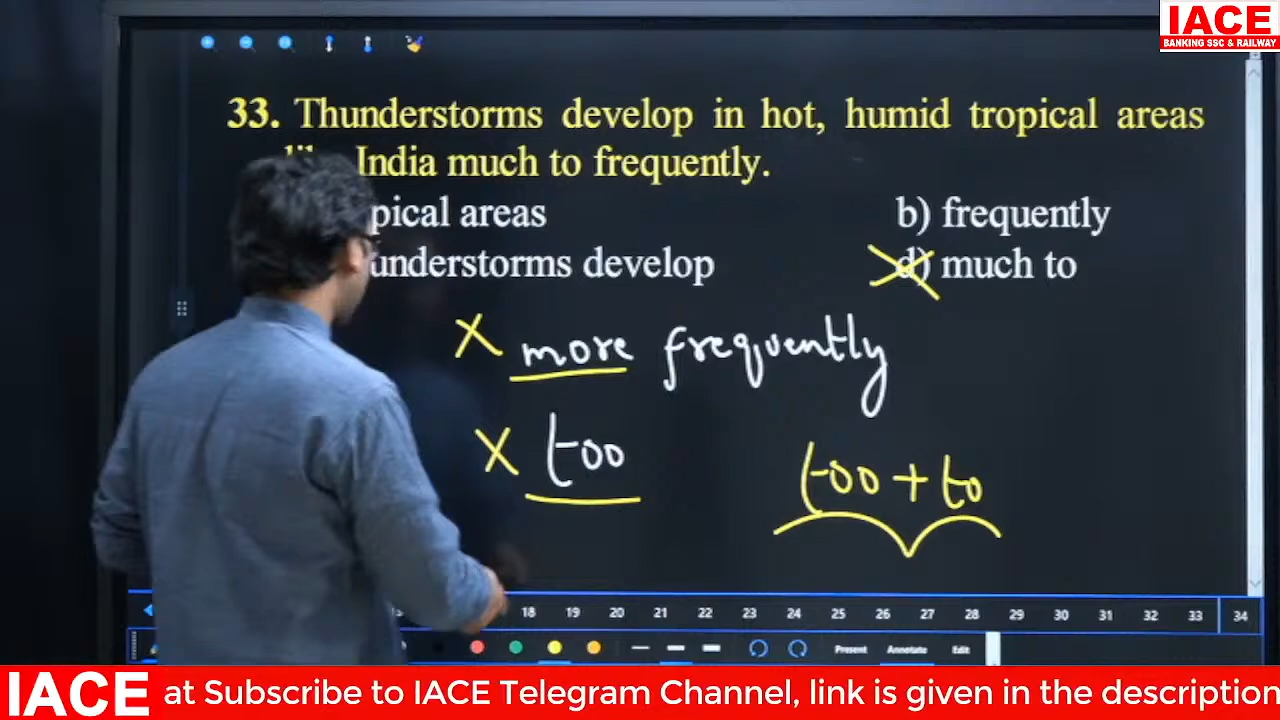 IACE
BANKING SSC & RAILWAY
33. Thunderstorms develop in hot, humid tropical areas
India much to frequently.
pical areas b) frequently
understorms develop d) much to
x more frequently
x too
too + to
18 19 20 21 22 23 24 25 26 27 28 29 30 31 32 33 34
Present Annotate Edit
IACE at Subscribe to IACE Telegram Channel, link is given in the description